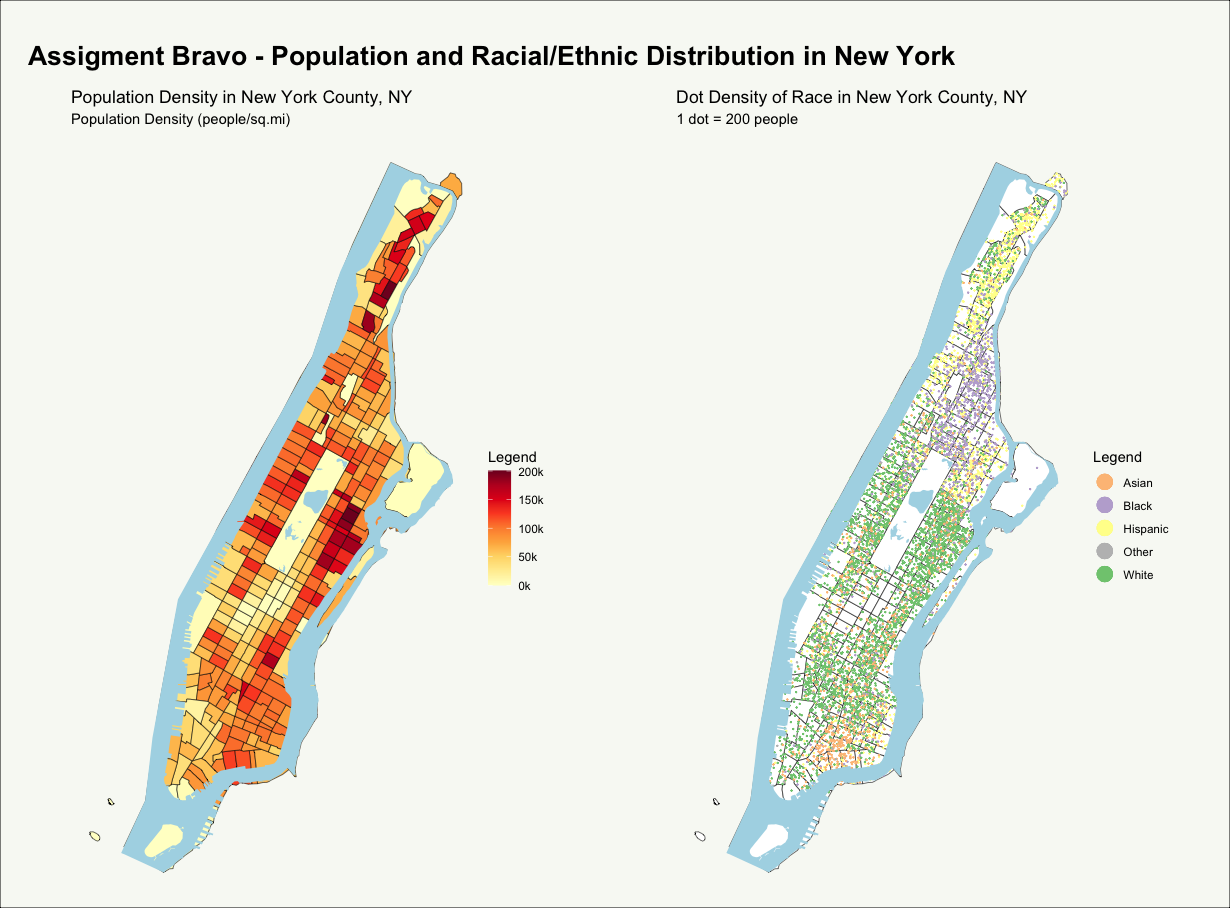 Assigment Bravo - Population and Racial/Ethnic Distribution in New York
Population Density in New York County, NY
Population Density (people/sq.mi)
Legend
200k
150k
100k
50k
0k
Dot Density of Race in New York County, NY
1 dot = 200 people
Legend
Asian
Black
Hispanic
Other
White